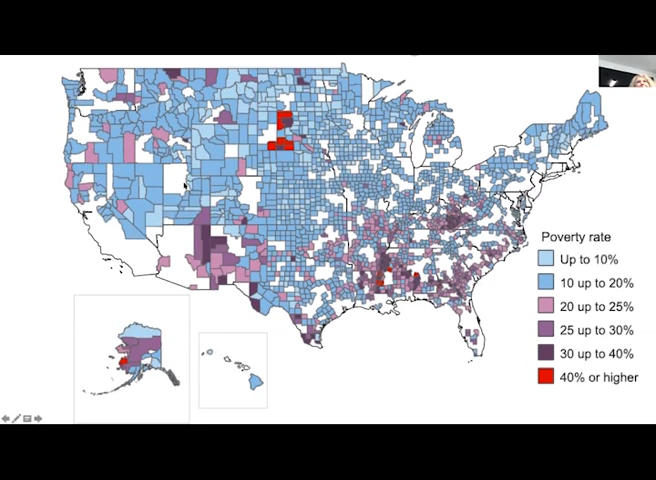 Poverty rate
Up to 10%
10 up to 20%
20 up to 25%
25 up to 30%
30 up to 40%
40% or higher